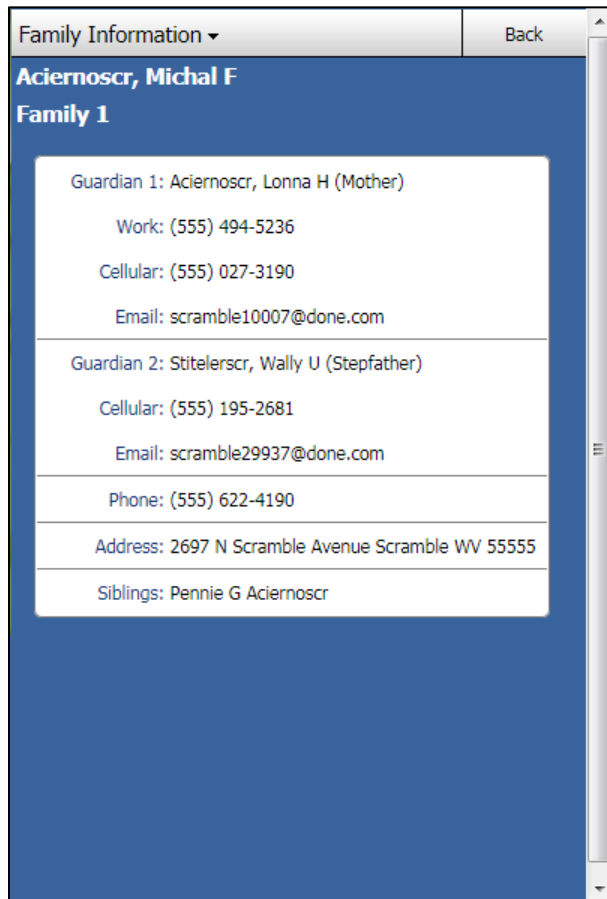 Family Information
Back
Aciernoscr, Michal F
Family 1
Guardian 1: Aciernoscr, Lonna H (Mother)
Work: (555) 494-5236
Cellular: (555) 027-3190
Email: scramble10007@done.com
Guardian 2: Stitelerscr, Wally U (Stepfather)
Cellular: (555) 195-2681
Email: scramble29937@done.com
Phone: (555) 622-4190
Address: 2697 N Scramble Avenue Scramble WV 55555
Siblings: Pennie G Aciernoscr